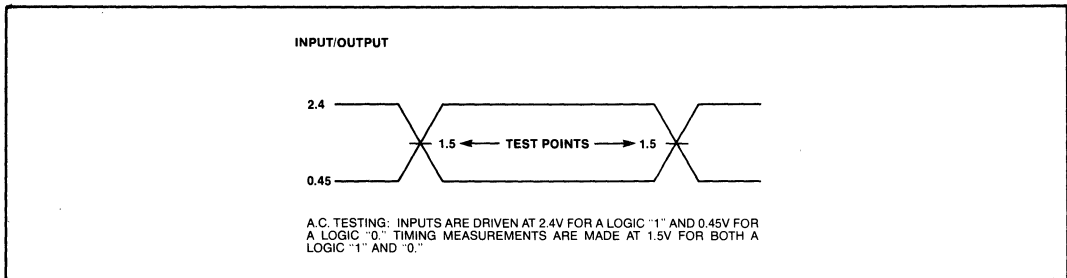 INPUT/OUTPUT
2.4
1.5 TEST POINTS 1.5
0.45
A.C. TESTING: INPUTS ARE DRIVEN AT 2.4V FOR A LOGIC "1" AND 0.45V FOR
A LOGIC "0." TIMING MEASUREMENTS ARE MADE AT 1.5V FOR BOTH A
LOGIC "1" AND "0."